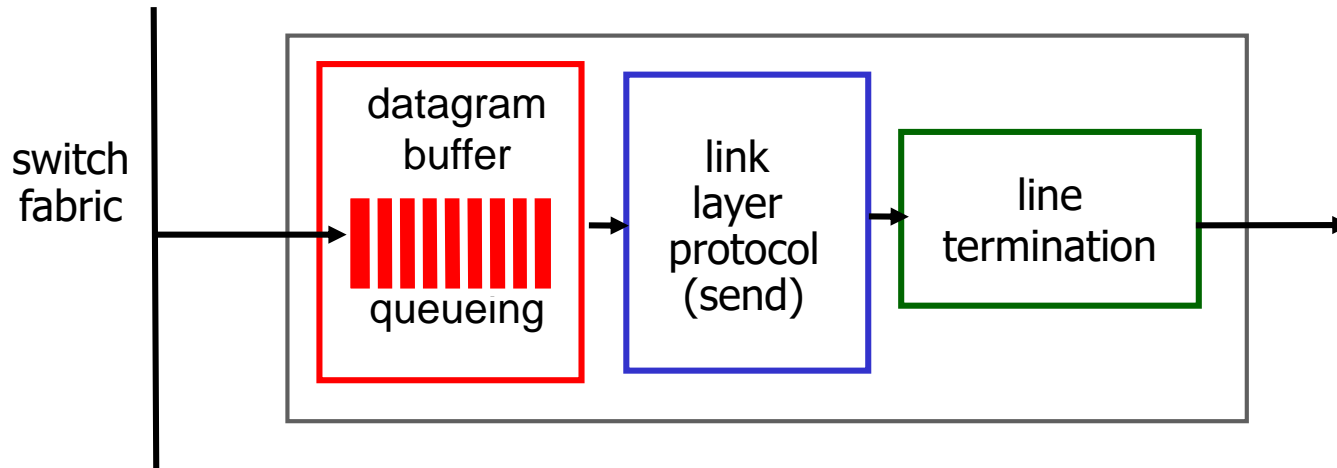 switch
fabric
datagram
buffer
queueing
link
layer
protocol
(send)
line
termination